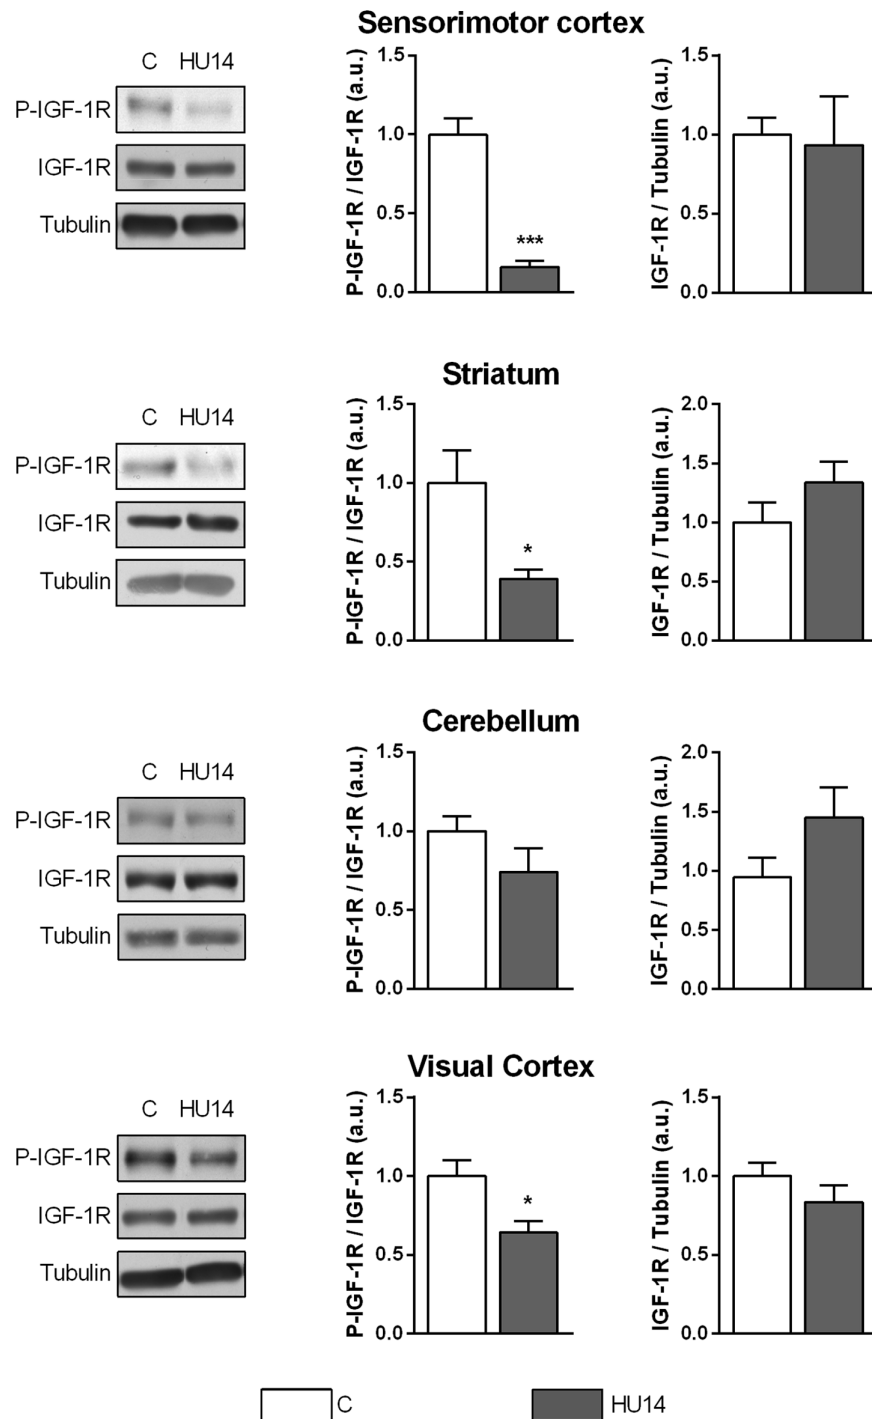 Sensorimotor cortex
C HU14
P-IGF-1R
IGF-1R
Tubulin
P-IGF-1R / IGF-1R (a.u.)
1.5
1.0
0.5
0.0
***
IGF-1R / Tubulin (a.u.)
1.5
1.0
0.5
0.0
Striatum
C HU14
P-IGF-1R
IGF-1R
Tubulin
P-IGF-1R / IGF-1R (a.u.)
1.5
1.0
0.5
0.0
*
IGF-1R / Tubulin (a.u.)
2.0
1.5
1.0
0.5
0.0
Cerebellum
C HU14
P-IGF-1R
IGF-1R
Tubulin
P-IGF-1R / IGF-1R (a.u.)
1.5
1.0
0.5
0.0
IGF-1R / Tubulin (a.u.)
2.0
1.5
1.0
0.5
0.0
Visual Cortex
C HU14
P-IGF-1R
IGF-1R
Tubulin
P-IGF-1R / IGF-1R (a.u.)
1.5
1.0
0.5
0.0
*
IGF-1R / Tubulin (a.u.)
1.5
1.0
0.5
0.0
C HU14